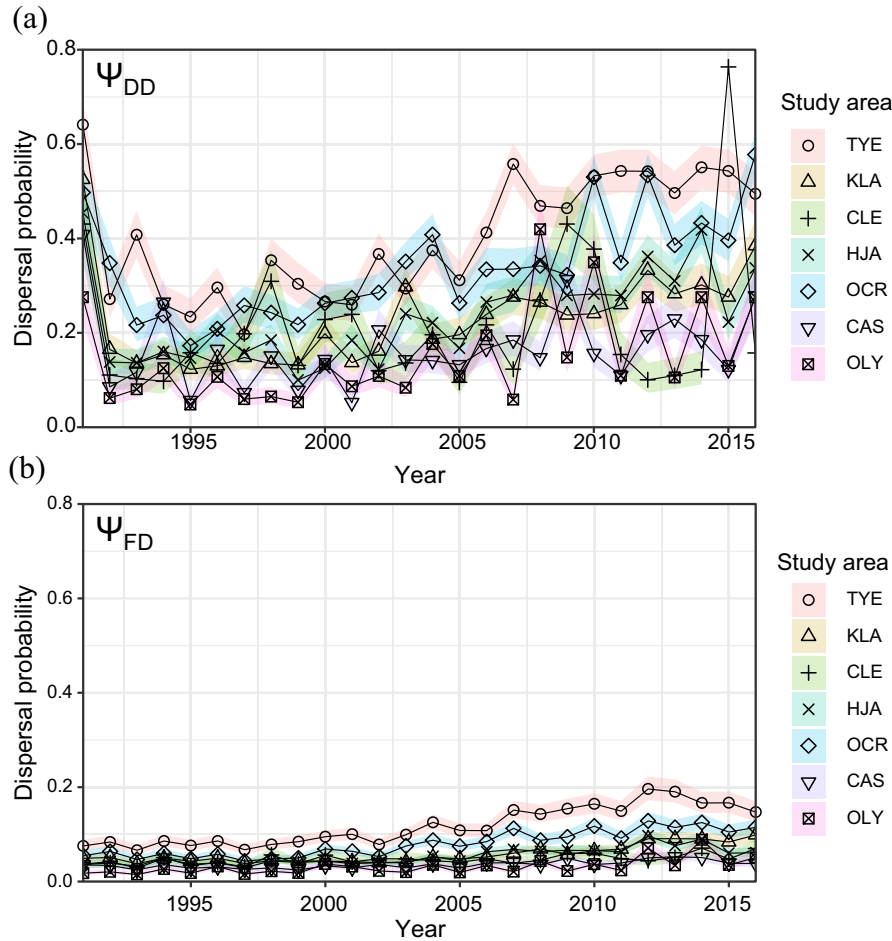 (a)
0.8
0.6
0.4
0.2
0.0
Dispersal probability
ΨDD
1995
2000
2005
2010
2015
Year
Study area
TYE
KLA
CLE
HJA
OCR
CAS
OLY
(b)
0.8
0.6
0.4
0.2
0.0
Dispersal probability
ΨFD
1995
2000
2005
2010
2015
Year
Study area
TYE
KLA
CLE
HJA
OCR
CAS
OLY